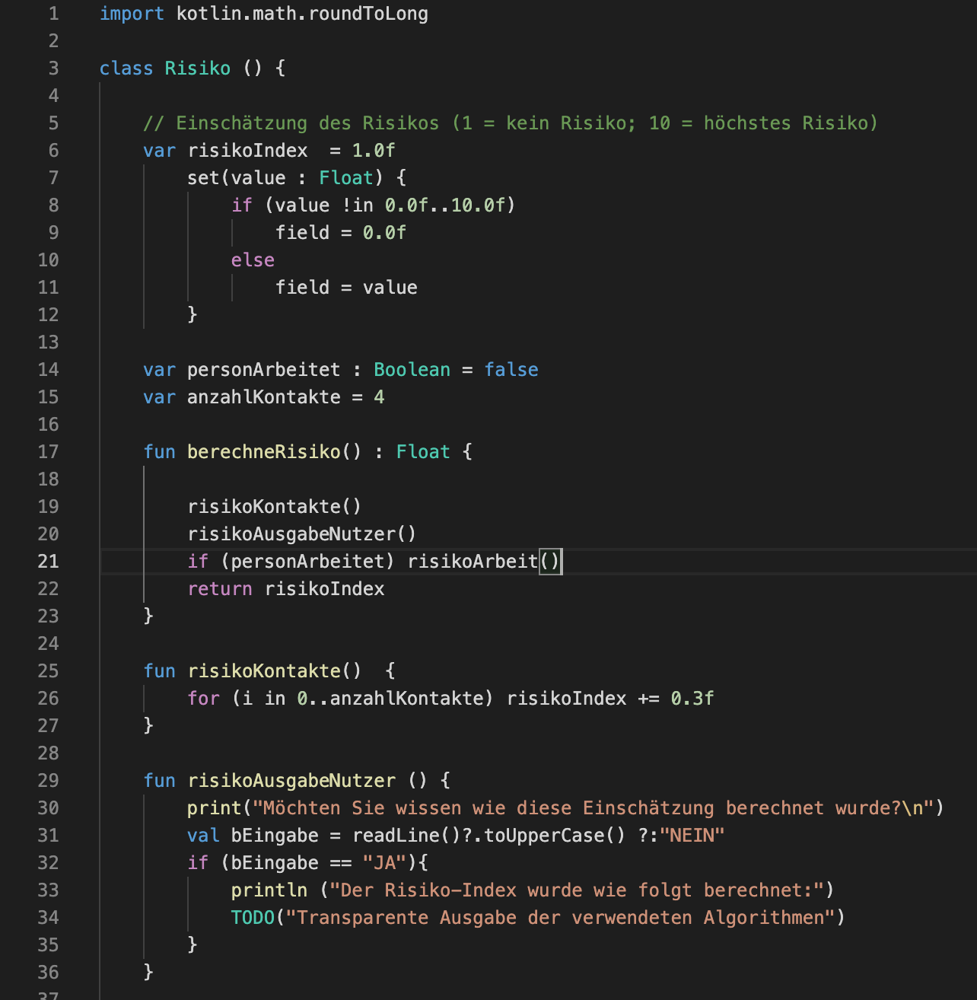 1 import kotlin.math.roundToLong
2
3 class Risiko () {
4
5     // Einschätzung des Risikos (1 = kein Risiko; 10 = höchstes Risiko)
6     var risikoIndex  = 1.0f
7         set(value : Float) {
8             if (value !in 0.0f..10.0f)
9                 field = 0.0f
10             else
11                 field = value
12         }
13
14     var personArbeitet : Boolean = false
15     var anzahlKontakte = 4
16
17     fun berechneRisiko() : Float {
18
19         risikoKontakte()
20         risikoAusgabeNutzer()
21         if (personArbeitet) risikoArbeit()
22         return risikoIndex
23     }
24
25     fun risikoKontakte()  {
26         for (i in 0..anzahlKontakte) risikoIndex += 0.3f
27     }
28
29     fun risikoAusgabeNutzer () {
30         print("Möchten Sie wissen wie diese Einschätzung berechnet wurde?\n")
31         val bEingabe = readLine()?.toUpperCase() ?:"NEIN"
32         if (bEingabe == "JA"){
33             println ("Der Risiko-Index wurde wie folgt berechnet:")
34             TODO("Transparente Ausgabe der verwendeten Algorithmen")
35         }
36     }
37